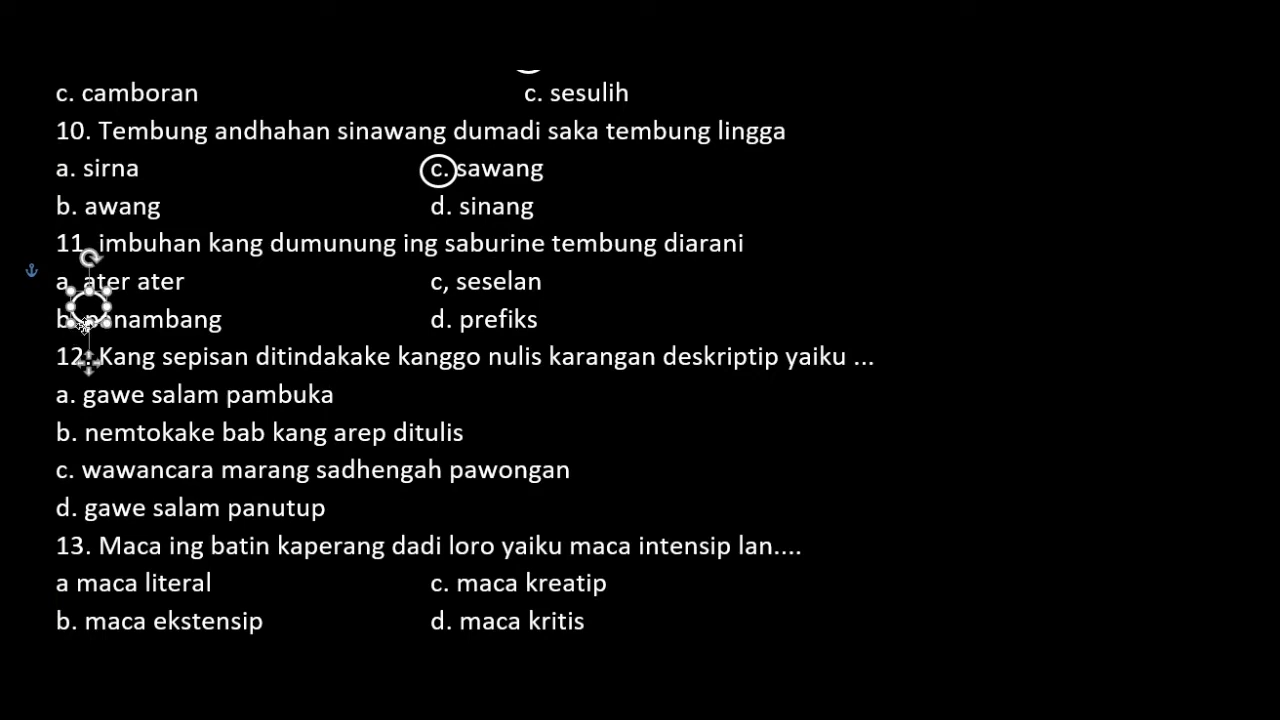 c. camboran c. sesulih
10. Tembung andhahan sinawang dumadi saka tembung lingga
a. sirna c. sawang
b. awang d. sinang
11. imbuhan kang dumunung ing saburine tembung diarani
a. ater ater c, seselan
b. panambang d. prefiks
12. Kang sepisan ditindakake kanggo nulis karangan deskriptip yaiku ...
a. gawe salam pambuka
b. nemtokake bab kang arep ditulis
c. wawancara marang sadhengah pawongan
d. gawe salam panutup
13. Maca ing batin kaperang dadi loro yaiku maca intensip lan....
a maca literal c. maca kreatip
b. maca ekstensip d. maca kritis